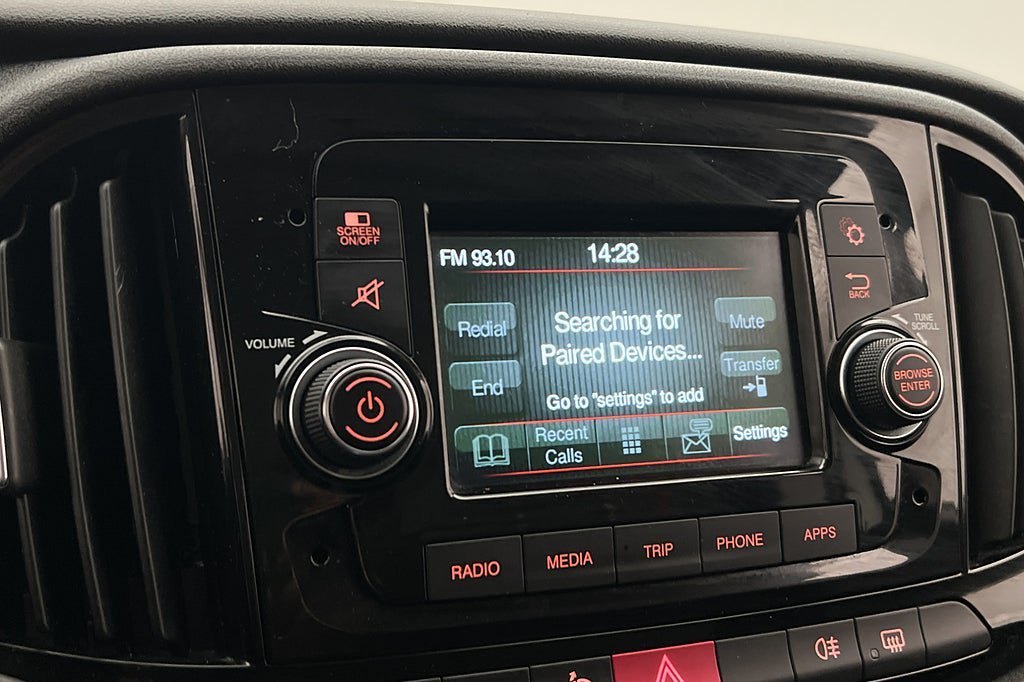 SCREEN
ON/OFF
FM 93.10
14:28
BACK
VOLUME
TUNE
SCROLL
Redial
Searching for
Paired Devices...
Mute
End
Transfer
BROWSE
ENTER
Go to "settings" to add
Recent
Calls
Settings
RADIO
MEDIA
TRIP
PHONE
APPS